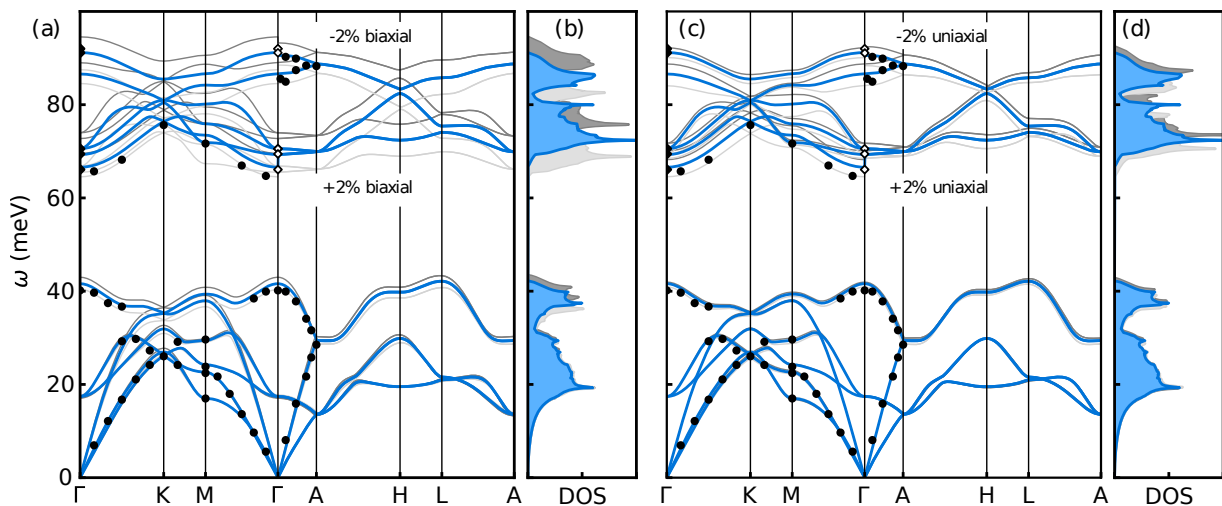 (a) (b) (c) (d)
-2% biaxial -2% uniaxial
80
+2% biaxial +2% uniaxial
60
ω (meV)
40
20
0
Γ K M Γ A H L A DOS Γ K M Γ A H L A DOS